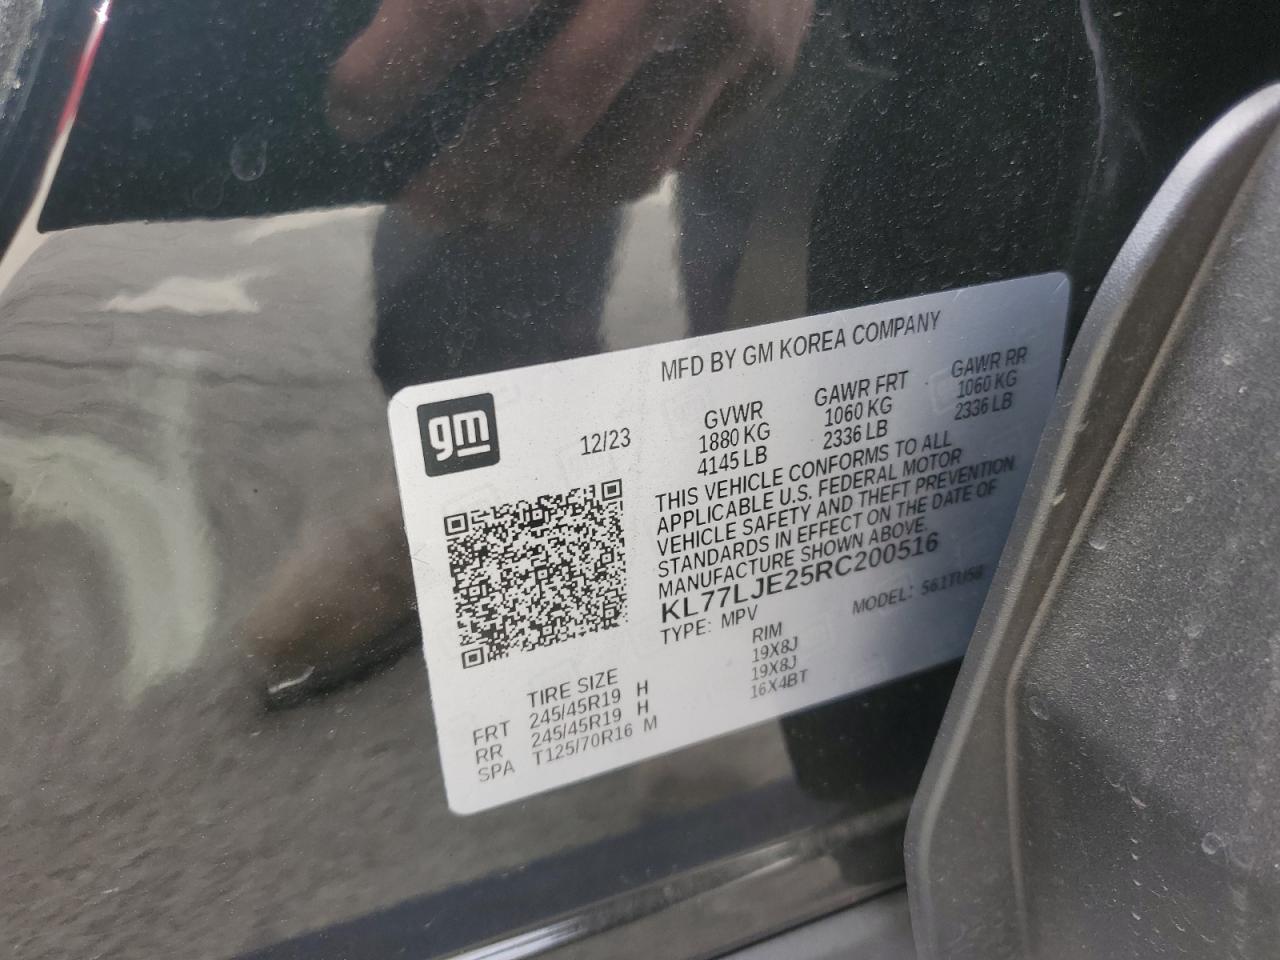 MFD BY GM KOREA COMPANY
gm
12/23
GVWR GAWR FRT GAWR RR
1880 KG 1060 KG 1060 KG
4145 LB 2336 LB 2336 LB
THIS VEHICLE CONFORMS TO ALL
APPLICABLE U.S. FEDERAL MOTOR
VEHICLE SAFETY AND THEFT PREVENTION
STANDARDS IN EFFECT ON THE DATE OF
MANUFACTURE SHOWN ABOVE.
KL77LJE25RC200516
TYPE: MPV MODEL:
TIRE SIZE RIM
FRT 245/45R19 H 19X8J
RR 245/45R19 H 19X8J
SPA T125/70R16 M 16X4BT